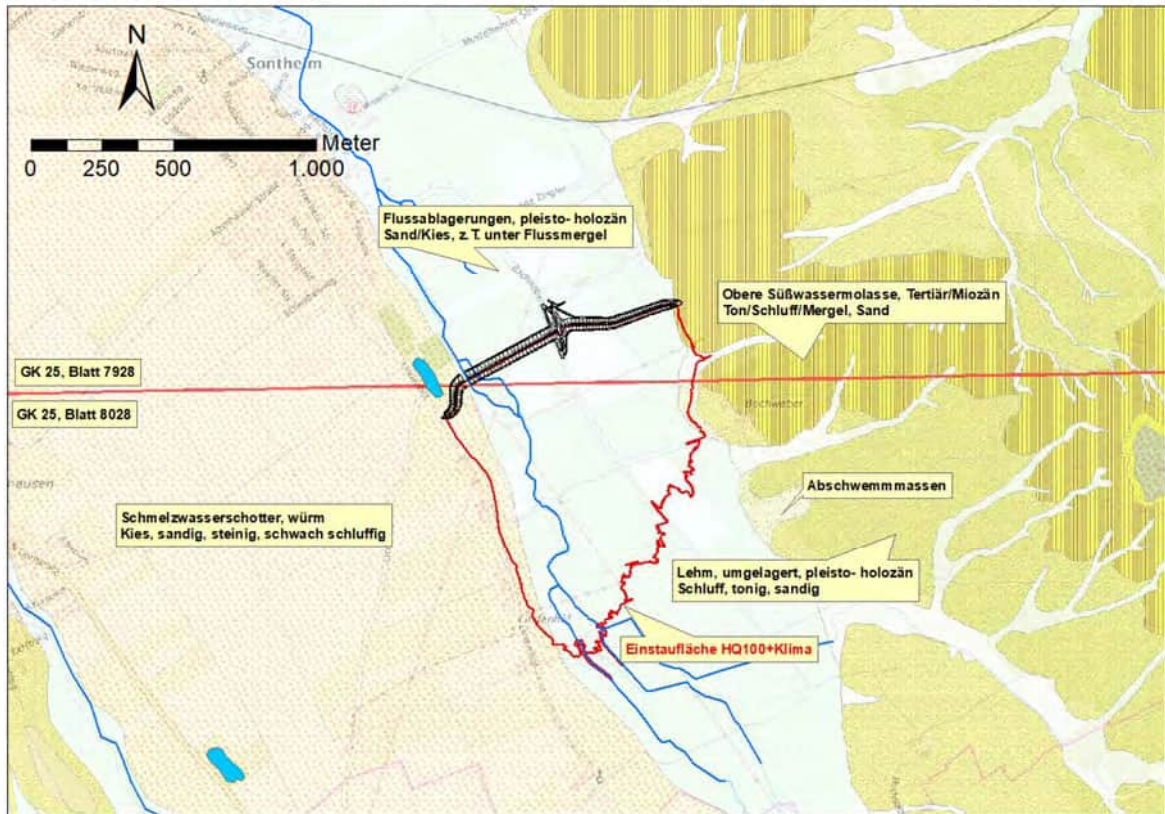 N
Sontheim
Meter
0 250 500 1.000
Flussablagerungen, pleisto- holozän
Sand/Kies, z.T. unter Flussmergel
Obere Süßwassermolasse, Tertiär/Miozän
Ton/Schluff/Mergel, Sand
GK 25, Blatt 7928
GK 25, Blatt 8028
Bochweber
hausen
Abschwemmmassen
Schmelzwasserschotter, würm
Kies, sandig, steinig, schwach schluffig
Lehm, umgelagert, pleisto- holozän
Schluff, tonig, sandig
Einstaufläche HQ100+Klima